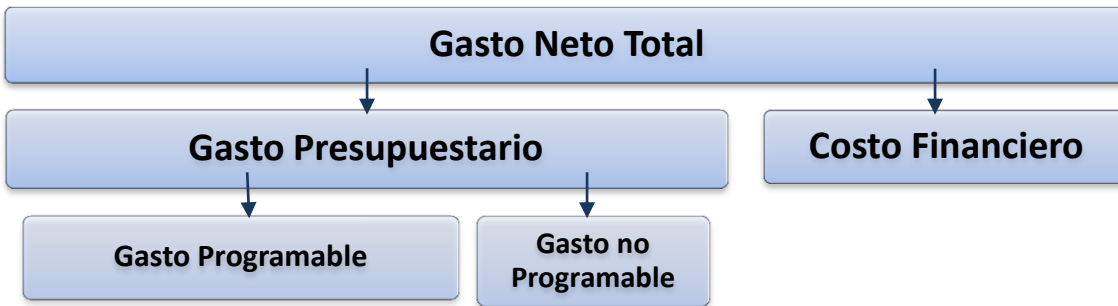 Gasto Neto Total
Gasto Presupuestario
Costo Financiero
Gasto Programable
Gasto no
Programable